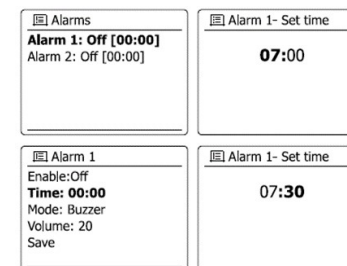 Alarms
Alarm 1: Off [00:00]
Alarm 2: Off [00:00]
Alarm 1- Set time
07:00
Alarm 1
Enable:Off
Time: 00:00
Mode: Buzzer
Volume: 20
Save
Alarm 1- Set time
07:30